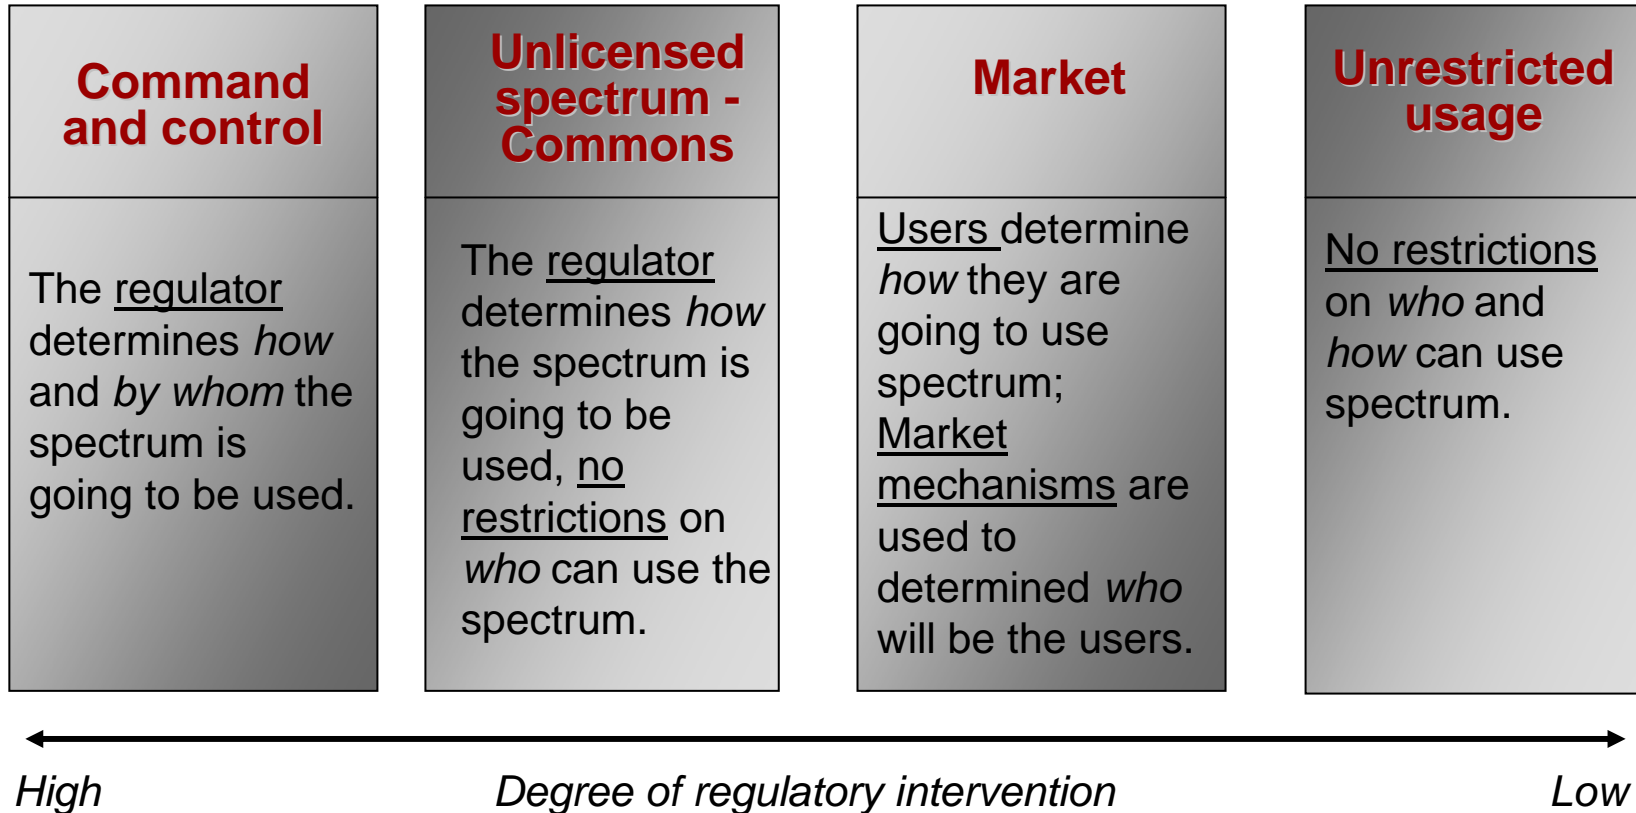 Command
and control
The regulator
determines how
and by whom the
spectrum is
going to be used.
Unlicensed
spectrum -
Commons
The regulator
determines how
the spectrum is
going to be
used, no
restrictions on
who can use the
spectrum.
Market
Users determine
how they are
going to use
spectrum;
Market
mechanisms are
used to
determined who
will be the users.
Unrestricted
usage
No restrictions
on who and
how can use
spectrum.
High
Degree of regulatory intervention
Low